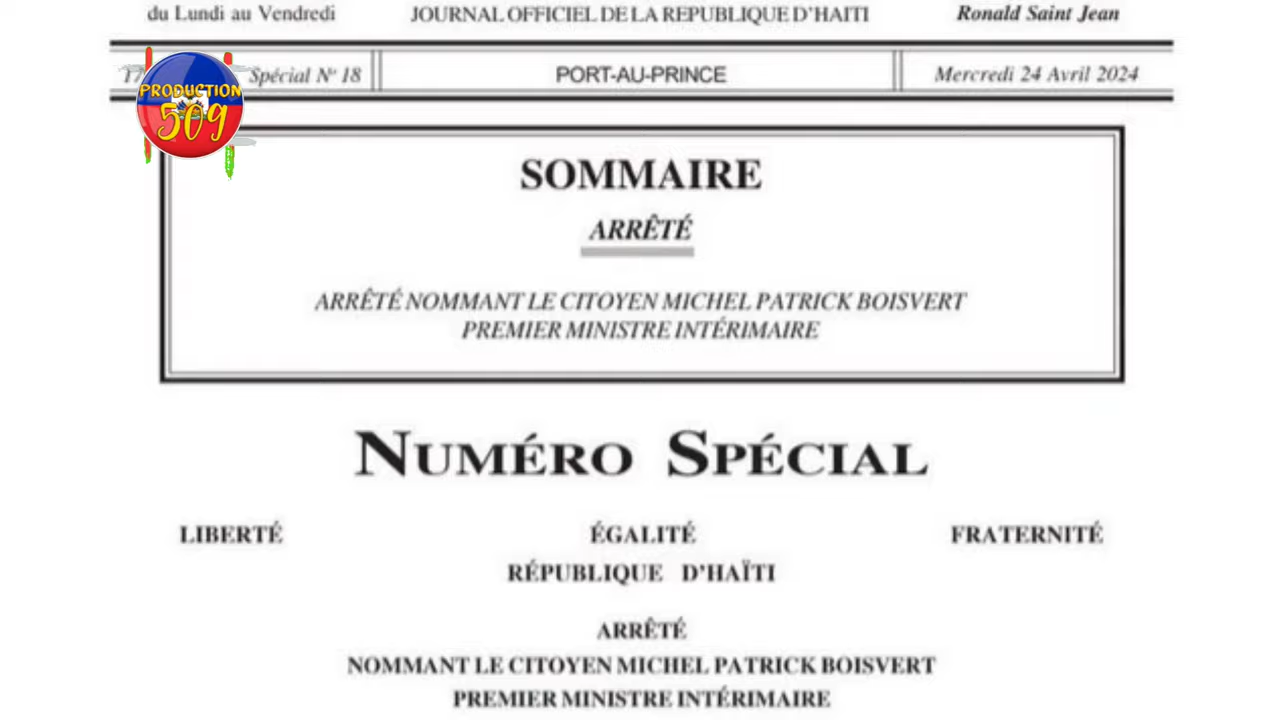 du Lundi au Vendredi
JOURNAL OFFICIEL DE LA REPUBLIQUE D'HAITI
Ronald Saint Jean
Spécial Nº 18
PORT-AU-PRINCE
Mercredi 24 Avril 2024
PRODUCTION
509
SOMMAIRE
ARRÊTÉ
ARRÊTÉ NOMMANT LE CITOYEN MICHEL PATRICK BOISVERT
PREMIER MINISTRE INTÉRIMAIRE
NUMÉRO SPÉCIAL
LIBERTÉ
ÉGALITÉ
FRATERNITÉ
RÉPUBLIQUE D'HAÏTI
ARRÊTÉ
NOMMANT LE CITOYEN MICHEL PATRICK BOISVERT
PREMIER MINISTRE INTÉRIMAIRE